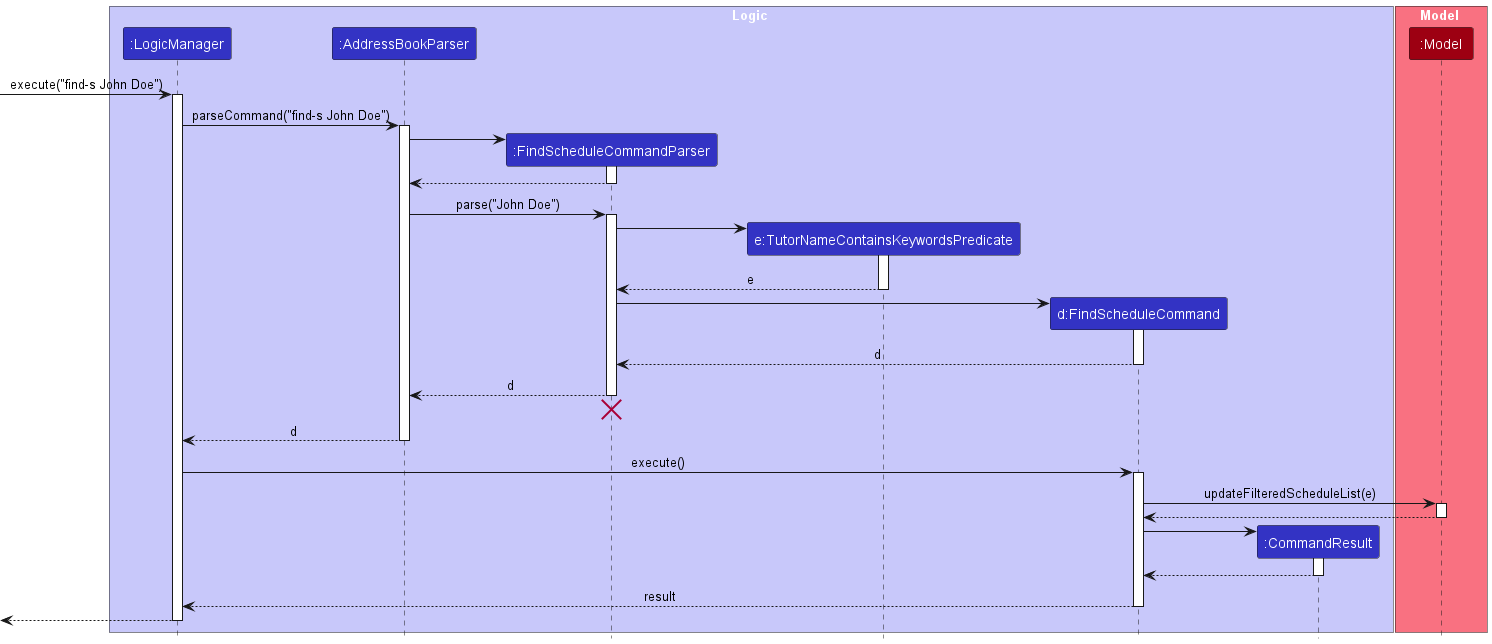 Logic
Model
:LogicManager
:AddressBookParser
:Model
execute("find-s John Doe")
parseCommand("find-s John Doe")
:FindScheduleCommandParser
parse("John Doe")
e:TutorNameContainsKeywordsPredicate
e
d:FindScheduleCommand
d
d
d
execute()
updateFilteredScheduleList(e)
:CommandResult
result